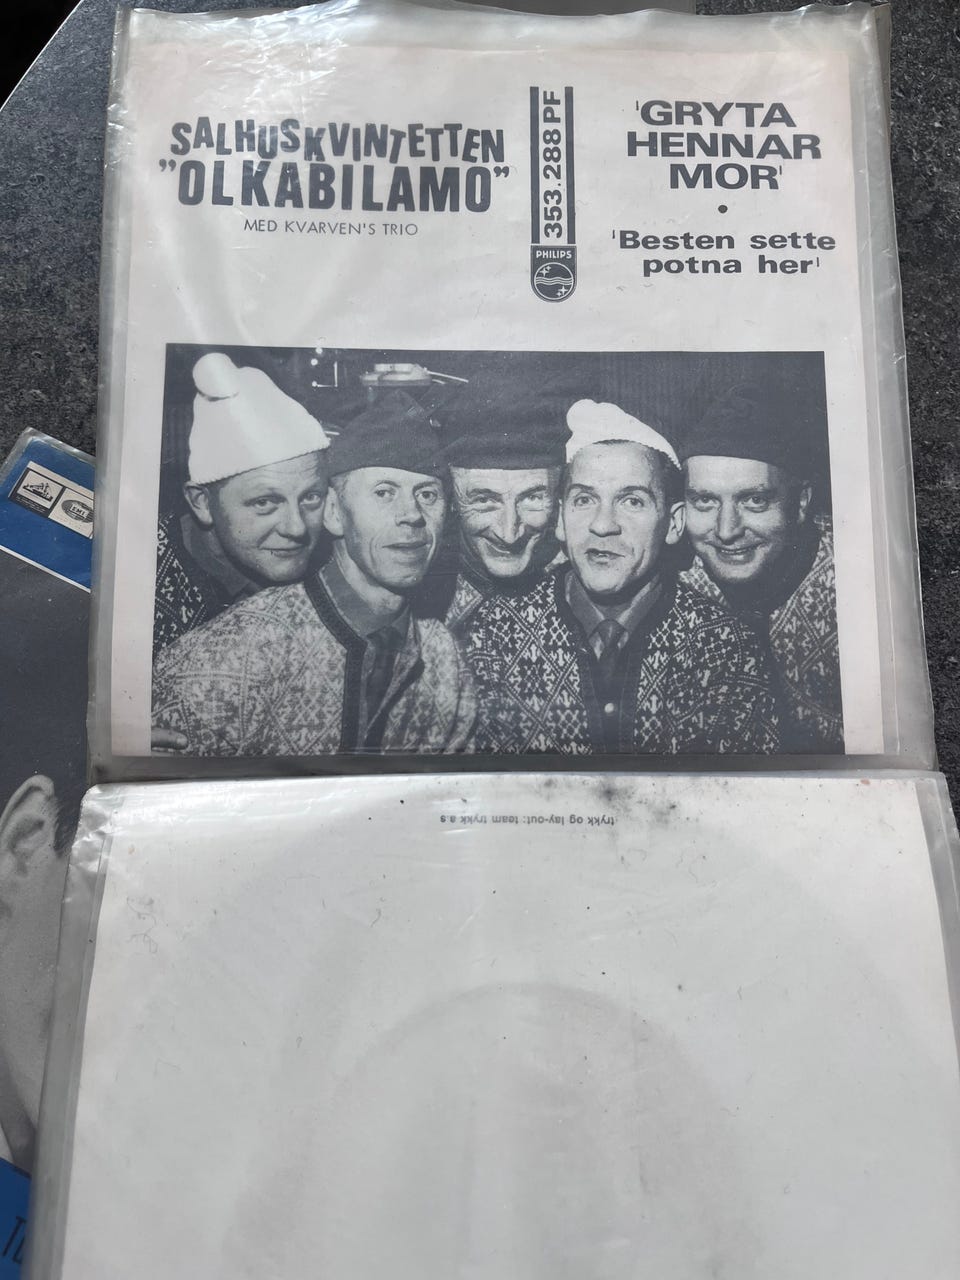 SALHUSKVINTETTEN
"OLKABILAMO"
MED KVARVEN'S TRIO
353.288 PF
PHILIPS
'GRYTA
HENNAR
MOR'
•
'Besten sette
potna her'
EMI
trykk og lay-out: team trykk a.s